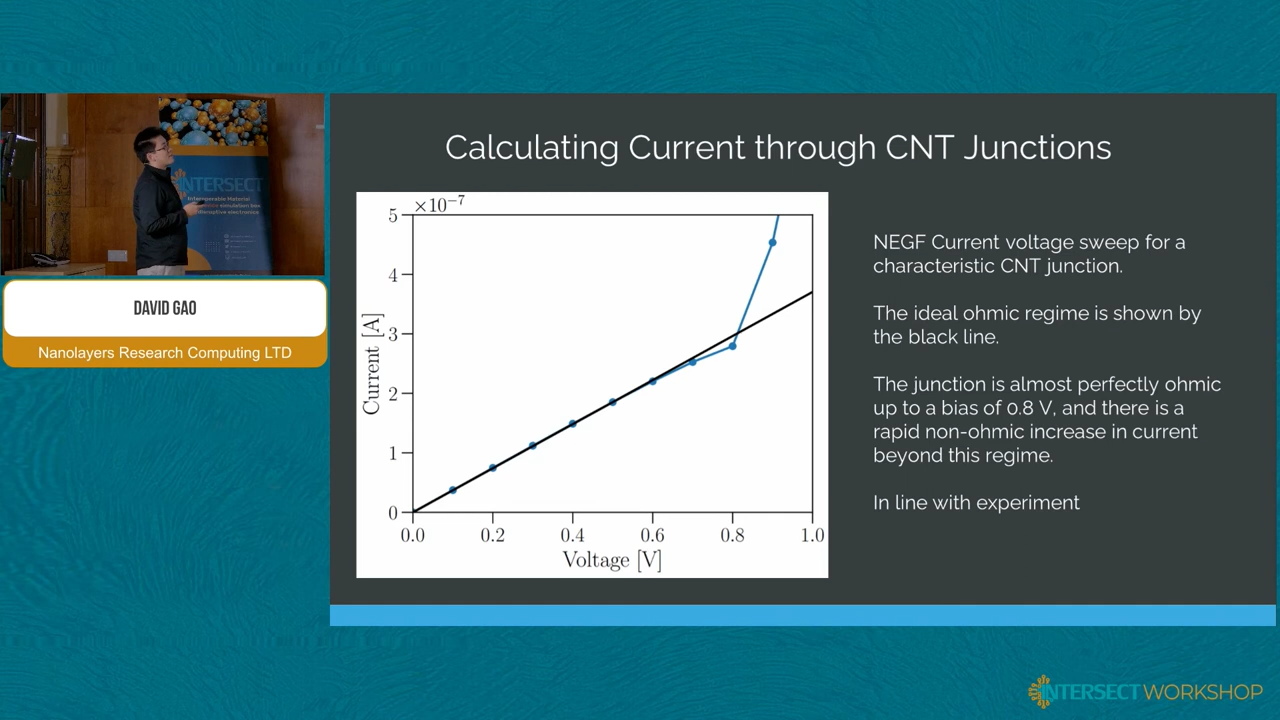 INTERSECT
Interoperable Material
DAVID GAO
Nanolayers Research Computing LTD
Calculating Current through CNT Junctions
×10⁻⁷
5
4
3
2
1
0
Current [A]
0.0 0.2 0.4 0.6 0.8 1.0
Voltage [V]
NEGF Current voltage sweep for a
characteristic CNT junction.
The ideal ohmic regime is shown by
the black line.
The junction is almost perfectly ohmic
up to a bias of 0.8 V, and there is a
rapid non-ohmic increase in current
beyond this regime.
In line with experiment
INTERSECT WORKSHOP